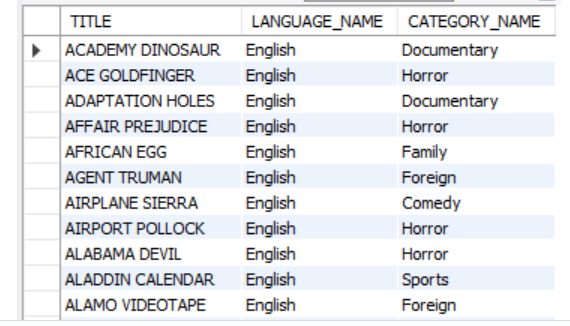 TITLE LANGUAGE_NAME CATEGORY_NAME
ACADEMY DINOSAUR English Documentary
ACE GOLDFINGER English Horror
ADAPTATION HOLES English Documentary
AFFAIR PREJUDICE English Horror
AFRICAN EGG English Family
AGENT TRUMAN English Foreign
AIRPLANE SIERRA English Comedy
AIRPORT POLLOCK English Horror
ALABAMA DEVIL English Horror
ALADDIN CALENDAR English Sports
ALAMO VIDEOTAPE English Foreign